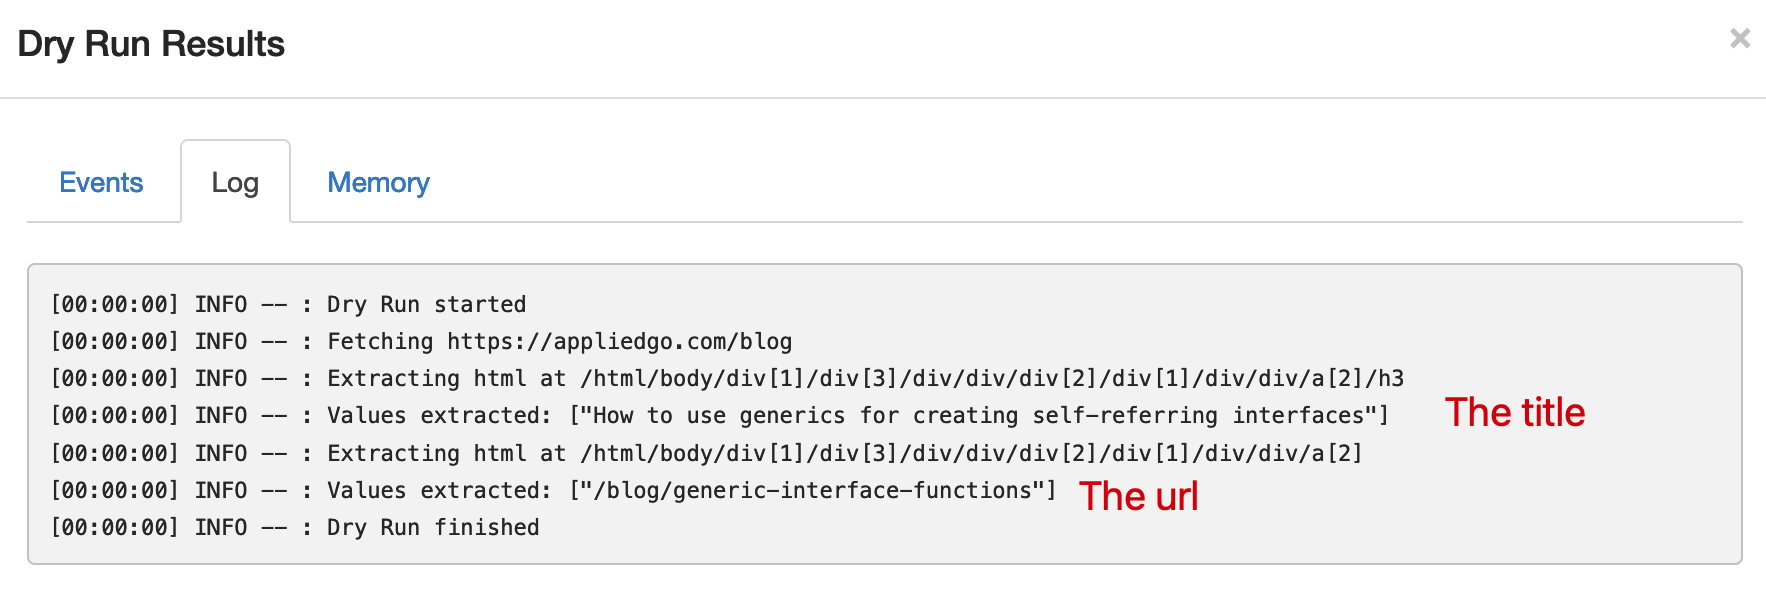 Dry Run Results
×
Events Log Memory
[00:00:00] INFO -- : Dry Run started
[00:00:00] INFO -- : Fetching https://appliedgo.com/blog
[00:00:00] INFO -- : Extracting html at /html/body/div[1]/div[3]/div/div/div[2]/div[1]/div/div/a[2]/h3
[00:00:00] INFO -- : Values extracted: ["How to use generics for creating self-referring interfaces"] The title
[00:00:00] INFO -- : Extracting html at /html/body/div[1]/div[3]/div/div/div[2]/div[1]/div/div/a[2]
[00:00:00] INFO -- : Values extracted: ["/blog/generic-interface-functions"] The url
[00:00:00] INFO -- : Dry Run finished